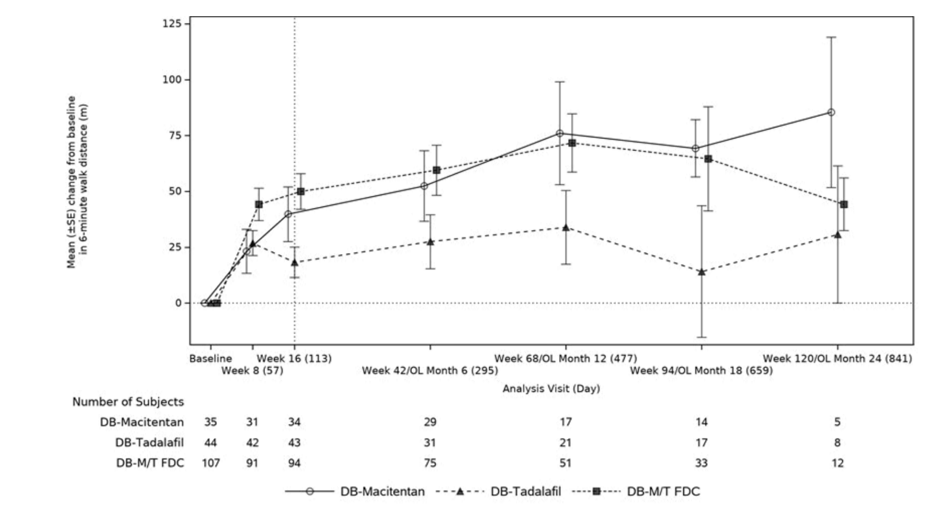 Mean (±SE) change from baseline
in 6-minute walk distance (m)
125
100
75
50
25
0
Baseline
Week 8 (57)
Week 16 (113)
Week 42/OL Month 6 (295)
Week 68/OL Month 12 (477)
Week 94/OL Month 18 (659)
Week 120/OL Month 24 (841)
Analysis Visit (Day)
Number of Subjects
DB-Macitentan 35 31 34 29 17 14 5
DB-Tadalafil 44 42 43 31 21 17 8
DB-M/T FDC 107 91 94 75 51 33 12
DB-Macitentan DB-Tadalafil DB-M/T FDC